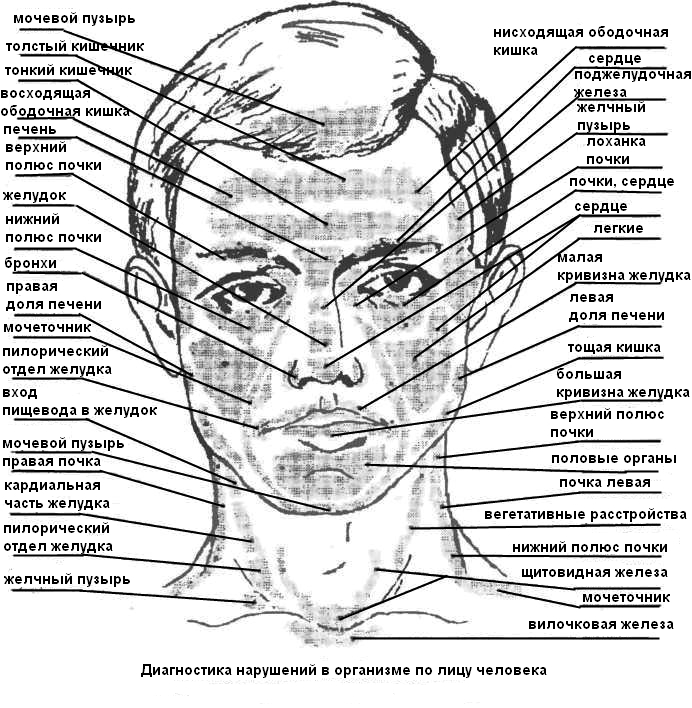 мочевой пузырь
толстый кишечник
тонкий кишечник
восходящая
ободочная кишка
печень
верхний
полюс почки
желудок
нижний
полюс почки
бронхи
правая
доля печени
мочеточник
пилорический
отдел желудка
вход
пищевода в желудок
мочевой пузырь
правая почка
кардиальная
часть желудка
пилорический
отдел желудка
желчный пузырь
нисходящая ободочная
кишка
сердце
поджелудочная
железа
желчный
пузырь
лоханка
почки
почки, сердце
сердце
легкие
малая
кривизна желудка
левая
доля печени
тощая кишка
большая
кривизна желудка
верхний полюс
почки
половые органы
почка левая
вегетативные расстройства
нижний полюс почки
щитовидная железа
мочеточник
вилочковая железа
Диагностика нарушений в организме по лицу человека